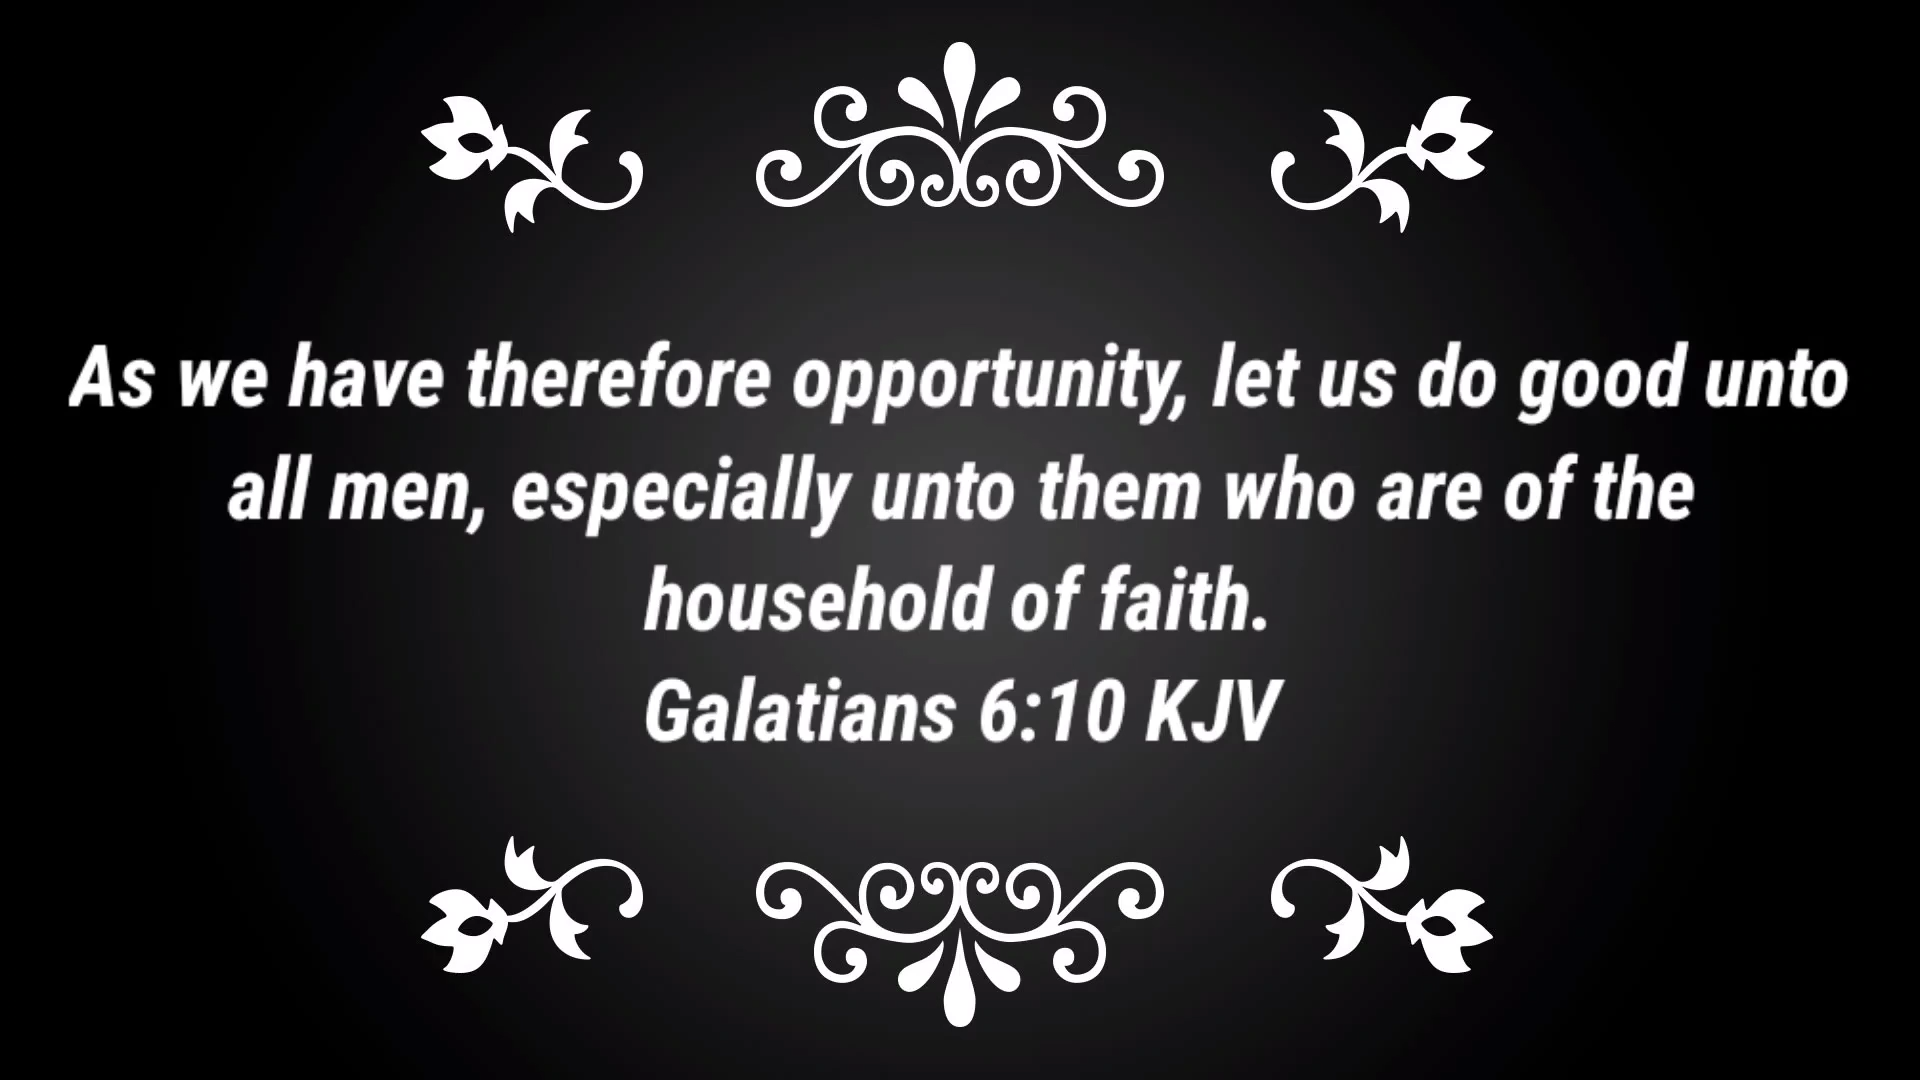 As we have therefore opportunity, let us do good unto
all men, especially unto them who are of the
household of faith.
Galatians 6:10 KJV